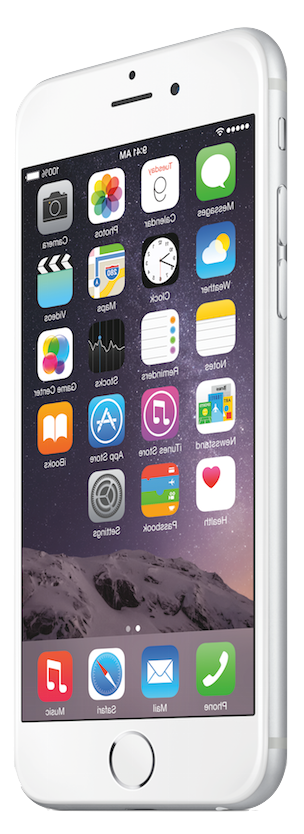 9:41 AM 100%
Tuesday
9
Messages Calendar Photos Camera
280
Weather Clock Maps Videos
Notes Reminders Stocks Game Center
Newsstand iTunes Store App Store iBooks
Health Passbook Settings
Phone Mail Safari Music